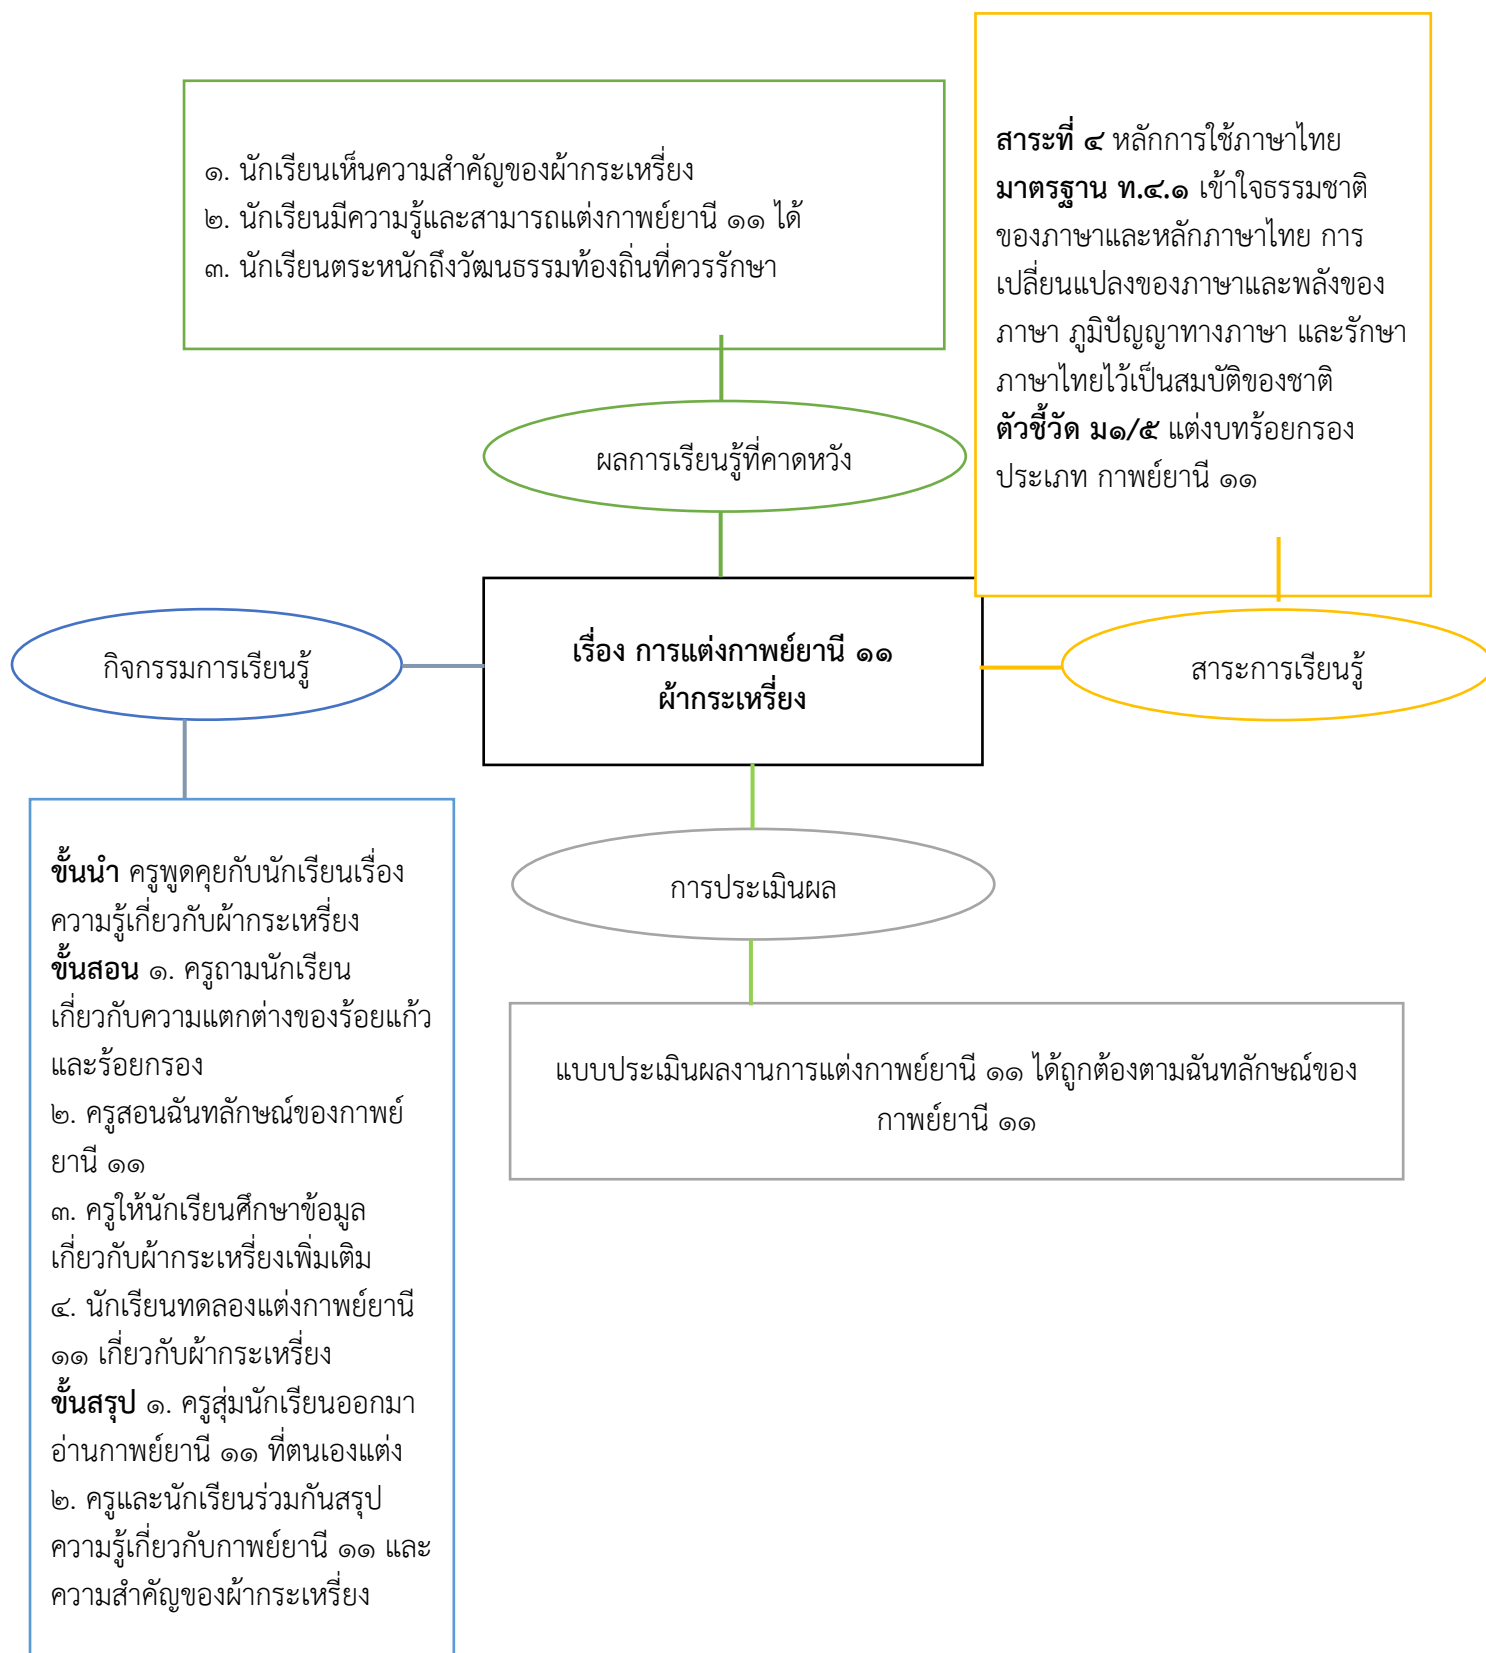 ๑. นักเรียนเห็นความสำคัญของผ้ากระเหรี่ยง
๒. นักเรียนมีความรู้และสามารถแต่งกาพย์ยานี ๑๑ ได้
๓. นักเรียนตระหนักถึงวัฒนธรรมท้องถิ่นที่ควรรักษา
สาระที่ ๔ หลักการใช้ภาษาไทย
มาตรฐาน ท.๔.๑ เข้าใจธรรมชาติ
ของภาษาและหลักภาษาไทย การ
เปลี่ยนแปลงของภาษาและพลังของ
ภาษา ภูมิปัญญาทางภาษา และรักษา
ภาษาไทยไว้เป็นสมบัติของชาติ
ตัวชี้วัด ม๑/๕ แต่งบทร้อยกรอง
ประเภท กาพย์ยานี ๑๑
ผลการเรียนรู้ที่คาดหวัง
กิจกรรมการเรียนรู้
เรื่อง การแต่งกาพย์ยานี ๑๑
ผ้ากระเหรี่ยง
สาระการเรียนรู้
ขั้นนำ ครูพูดคุยกับนักเรียนเรื่อง
ความรู้เกี่ยวกับผ้ากระเหรี่ยง
ขั้นสอน ๑. ครูถามนักเรียน
เกี่ยวกับความแตกต่างของร้อยแก้ว
และร้อยกรอง
๒. ครูสอนฉันทลักษณ์ของกาพย์
ยานี ๑๑
๓. ครูให้นักเรียนศึกษาข้อมูล
เกี่ยวกับผ้ากระเหรี่ยงเพิ่มเติม
๔. นักเรียนทดลองแต่งกาพย์ยานี
๑๑ เกี่ยวกับผ้ากระเหรี่ยง
ขั้นสรุป ๑. ครูสุ่มนักเรียนออกมา
อ่านกาพย์ยานี ๑๑ ที่ตนเองแต่ง
๒. ครูและนักเรียนร่วมกันสรุป
ความรู้เกี่ยวกับกาพย์ยานี ๑๑ และ
ความสำคัญของผ้ากระเหรี่ยง
การประเมินผล
แบบประเมินผลงานการแต่งกาพย์ยานี ๑๑ ได้ถูกต้องตามฉันทลักษณ์ของ
กาพย์ยานี ๑๑